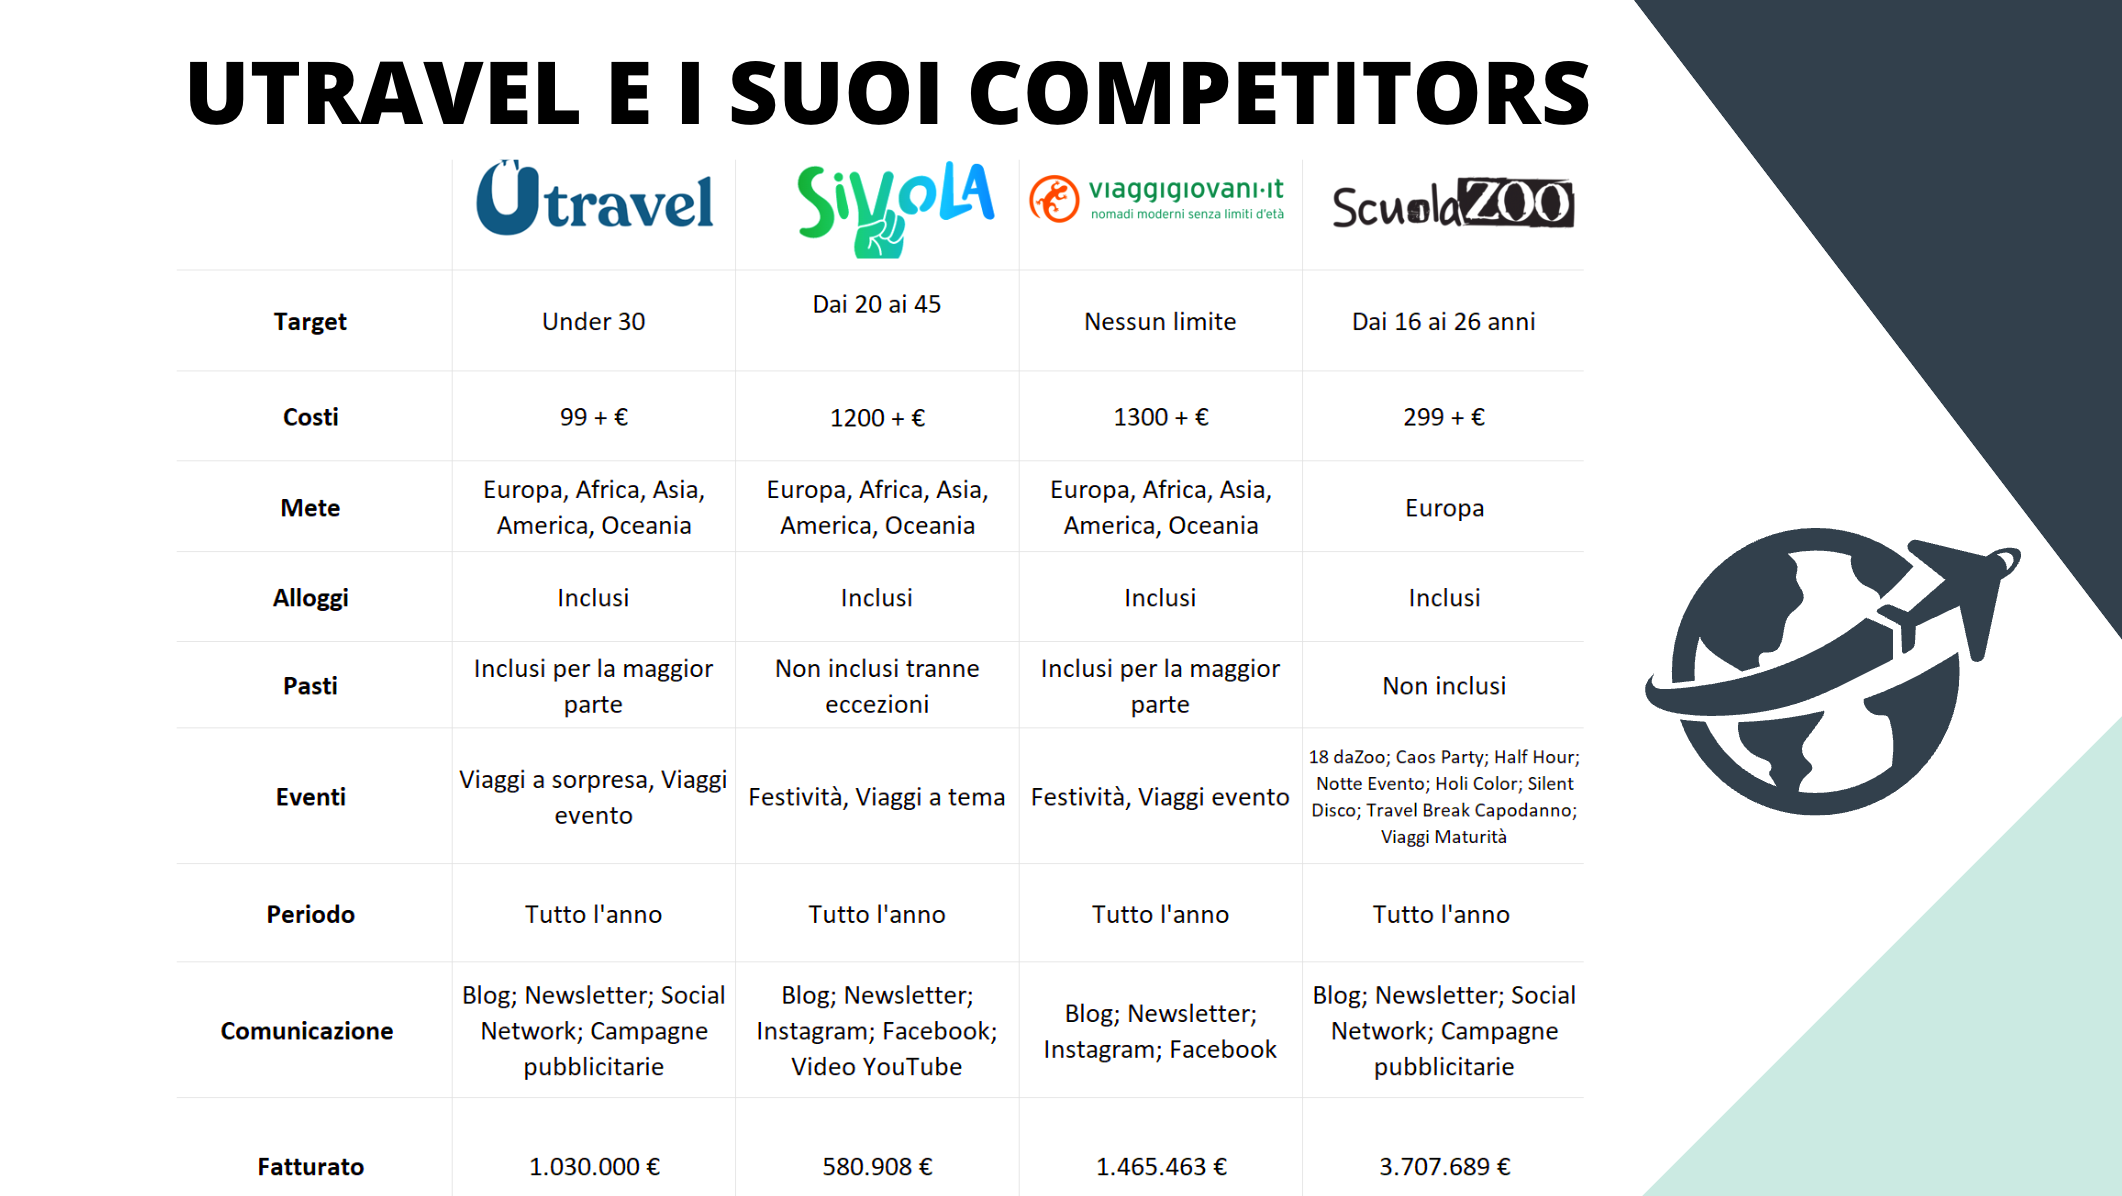 UTRAVEL E I SUOI COMPETITORS
Utravel
SiVoLA
viaggigiovani.it
nomadi moderni senza limiti d'età
ScuolaZOO
Target
Under 30
Dai 20 ai 45
Nessun limite
Dai 16 ai 26 anni
Costi
99 + €
1200 + €
1300 + €
299 + €
Mete
Europa, Africa, Asia,
America, Oceania
Europa, Africa, Asia,
America, Oceania
Europa, Africa, Asia,
America, Oceania
Europa
Alloggi
Inclusi
Inclusi
Inclusi
Inclusi
Pasti
Inclusi per la maggior
parte
Non inclusi tranne
eccezioni
Inclusi per la maggior
parte
Non inclusi
Eventi
Viaggi a sorpresa, Viaggi
evento
Festività, Viaggi a tema
Festività, Viaggi evento
18 daZoo; Caos Party; Half Hour;
Notte Evento; Holi Color; Silent
Disco; Travel Break Capodanno;
Viaggi Maturità
Periodo
Tutto l'anno
Tutto l'anno
Tutto l'anno
Tutto l'anno
Comunicazione
Blog; Newsletter; Social
Network; Campagne
pubblicitarie
Blog; Newsletter;
Instagram; Facebook;
Video YouTube
Blog; Newsletter;
Instagram; Facebook
Blog; Newsletter; Social
Network; Campagne
pubblicitarie
Fatturato
1.030.000 €
580.908 €
1.465.463 €
3.707.689 €